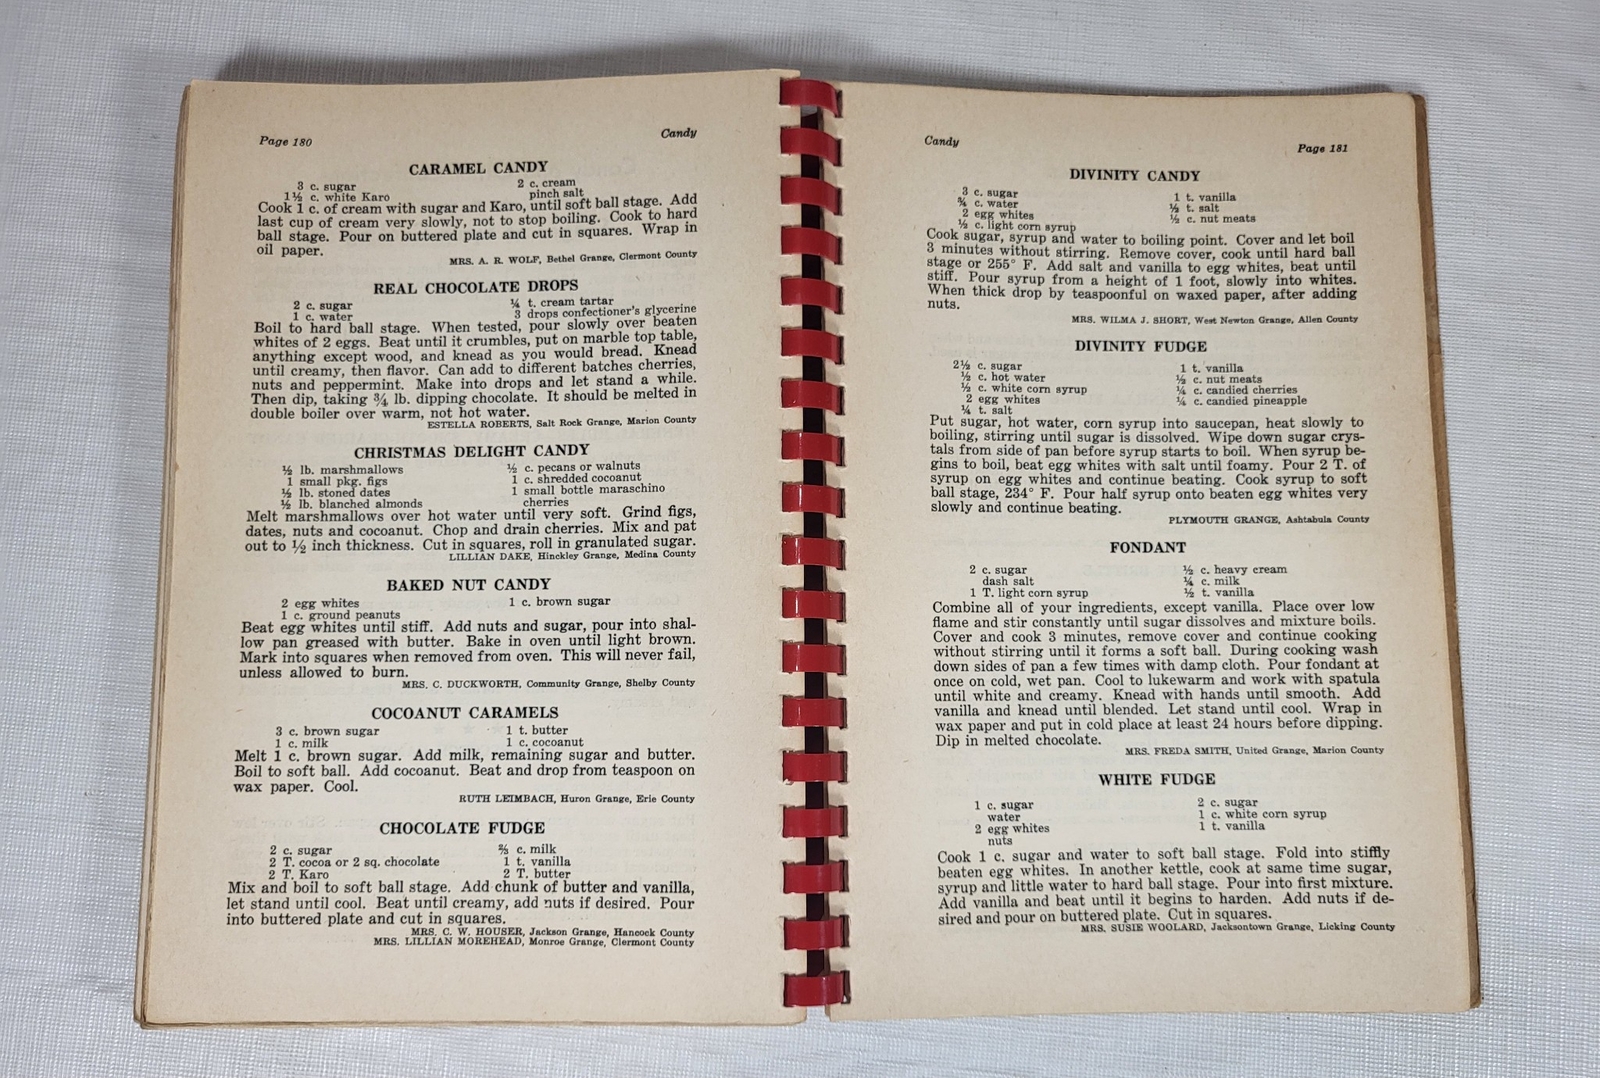 Page 180
Candy
CARAMEL CANDY
3 c. sugar
1½ c. white Karo
2 c. cream
pinch salt
Cook 1 c. of cream with sugar and Karo, until soft ball stage. Add
last cup of cream very slowly, not to stop boiling. Cook to hard
ball stage. Pour on buttered plate and cut in squares. Wrap in
oil paper.
MRS. A. R. WOLF, Bethel Grange, Clermont County
REAL CHOCOLATE DROPS
2 c. sugar
1 c. water
¼ t. cream tartar
3 drops confectioner's glycerine
Boil to hard ball stage. When tested, pour slowly over beaten
whites of 2 eggs. Beat until it crumbles, put on marble top table,
anything except wood, and knead as you would bread. Knead
until creamy, then flavor. Can add to different batches cherries,
nuts and peppermint. Make into drops and let stand a while.
Then dip, taking ¾ lb. dipping chocolate. It should be melted in
double boiler over warm, not hot water.
ESTELLA ROBERTS, Salt Rock Grange, Marion County
CHRISTMAS DELIGHT CANDY
½ lb. marshmallows
1 small pkg. figs
½ lb. stoned dates
½ lb. blanched almonds
½ c. pecans or walnuts
1 c. shredded cocoanut
1 small bottle maraschino
cherries
Melt marshmallows over hot water until very soft. Grind figs,
dates, nuts and cocoanut. Chop and drain cherries. Mix and pat
out to ½ inch thickness. Cut in squares, roll in granulated sugar.
LILLIAN DAKE, Hinckley Grange, Medina County
BAKED NUT CANDY
2 egg whites
1 c. ground peanuts
1 c. brown sugar
Beat egg whites until stiff. Add nuts and sugar, pour into shal-
low pan greased with butter. Bake in oven until light brown.
Mark into squares when removed from oven. This will never fail,
unless allowed to burn.
MRS. C. DUCKWORTH, Community Grange, Shelby County
COCOANUT CARAMELS
3 c. brown sugar
1 c. milk
1 t. butter
1 c. cocoanut
Melt 1 c. brown sugar. Add milk, remaining sugar and butter.
Boil to soft ball. Add cocoanut. Beat and drop from teaspoon on
wax paper. Cool.
RUTH LEIMBACH, Huron Grange, Erie County
CHOCOLATE FUDGE
2 c. sugar
2 T. cocoa or 2 sq. chocolate
2 T. Karo
⅔ c. milk
1 t. vanilla
2 T. butter
Mix and boil to soft ball stage. Add chunk of butter and vanilla,
let stand until cool. Beat until creamy, add nuts if desired. Pour
into buttered plate and cut in squares.
MRS. C. W. HOUSER, Jackson Grange, Hancock County
MRS. LILLIAN MOREHEAD, Monroe Grange, Clermont County
Candy
Page 181
DIVINITY CANDY
3 c. sugar
¾ c. water
2 egg whites
½ c. light corn syrup
1 t. vanilla
⅛ t. salt
½ c. nut meats
Cook sugar, syrup and water to boiling point. Cover and let boil
3 minutes without stirring. Remove cover, cook until hard ball
stage or 255° F. Add salt and vanilla to egg whites, beat until
stiff. Pour syrup from a height of 1 foot, slowly into whites.
When thick drop by teaspoonful on waxed paper, after adding
nuts.
MRS. WILMA J. SHORT, West Newton Grange, Allen County
DIVINITY FUDGE
2½ c. sugar
½ c. hot water
½ c. white corn syrup
2 egg whites
¼ t. salt
1 t. vanilla
½ c. nut meats
¼ c. candied cherries
¼ c. candied pineapple
Put sugar, hot water, corn syrup into saucepan, heat slowly to
boiling, stirring until sugar is dissolved. Wipe down sugar crys-
tals from side of pan before syrup starts to boil. When syrup be-
gins to boil, beat egg whites with salt until foamy. Pour 2 T. of
syrup on egg whites and continue beating. Cook syrup to soft
ball stage, 234° F. Pour half syrup onto beaten egg whites very
slowly and continue beating.
PLYMOUTH GRANGE, Ashtabula County
FONDANT
2 c. sugar
dash salt
1 T. light corn syrup
½ c. heavy cream
¼ c. milk
½ t. vanilla
Combine all of your ingredients, except vanilla. Place over low
flame and stir constantly until sugar dissolves and mixture boils.
Cover and cook 3 minutes, remove cover and continue cooking
without stirring until it forms a soft ball. During cooking wash
down sides of pan a few times with damp cloth. Pour fondant at
once on cold, wet pan. Cool to lukewarm and work with spatula
until white and creamy. Knead with hands until smooth. Add
vanilla and knead until blended. Let stand until cool. Wrap in
wax paper and put in cold place at least 24 hours before dipping.
Dip in melted chocolate.
MRS. FREDA SMITH, United Grange, Marion County
WHITE FUDGE
1 c. sugar
water
2 egg whites
nuts
2 c. sugar
1 c. white corn syrup
1 t. vanilla
Cook 1 c. sugar and water to soft ball stage. Fold into stiffly
beaten egg whites. In another kettle, cook at same time sugar,
syrup and little water to hard ball stage. Pour into first mixture.
Add vanilla and beat until it begins to harden. Add nuts if de-
sired and pour on buttered plate. Cut in squares.
MRS. SUSIE WOOLARD, Jacksontown Grange, Licking County